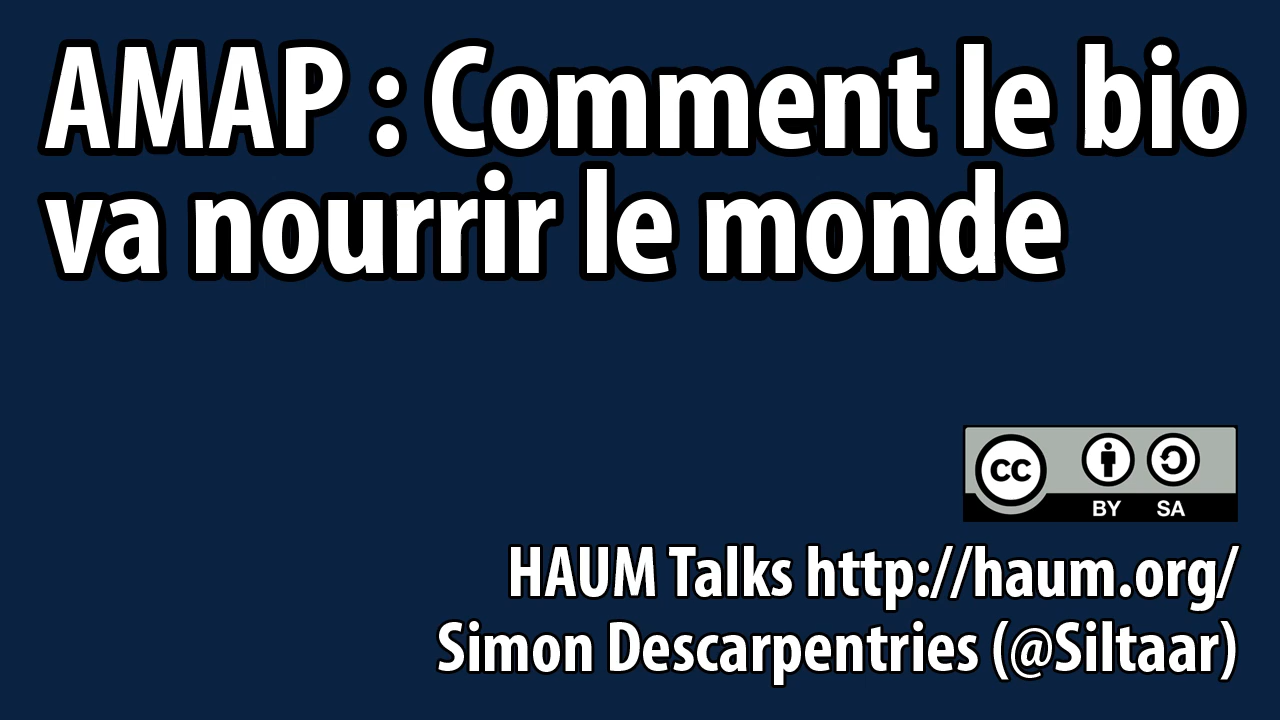 AMAP : Comment le bio
va nourrir le monde
CC
BY SA
HAUM Talks http://haum.org/
Simon Descarpentries (@Siltaar)